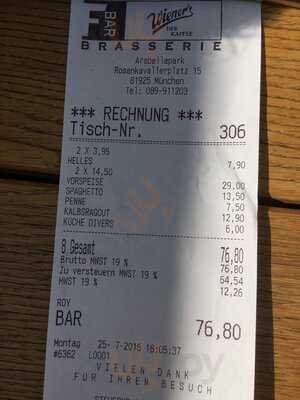 BAR
Wiener's
DER
KAFFEE
BRASSERIE
Arabellapark
Rosenkavalierplatz 15
81925 München
Tel: 089-911203
*** RECHNUNG ***
Tisch-Nr. 306
2 X 3,95
HELLES 7,90
2 X 14,50
VORSPEISE 29,00
SPAGHETTO 13,50
PENNE 7,50
KALBSRAGOUT 12,90
KÜCHE DIVERS 6,00
8 Gesamt 76,80
Brutto MWST 19 % 76,80
Zu versteuern MWST 19 % 64,54
MWST 19 % 12,26
ROY
BAR 76,80
Montag 25- 7-2016 16:05:37
#6362 L0001
VIELEN DANK
FÜR IHREN BESUCH